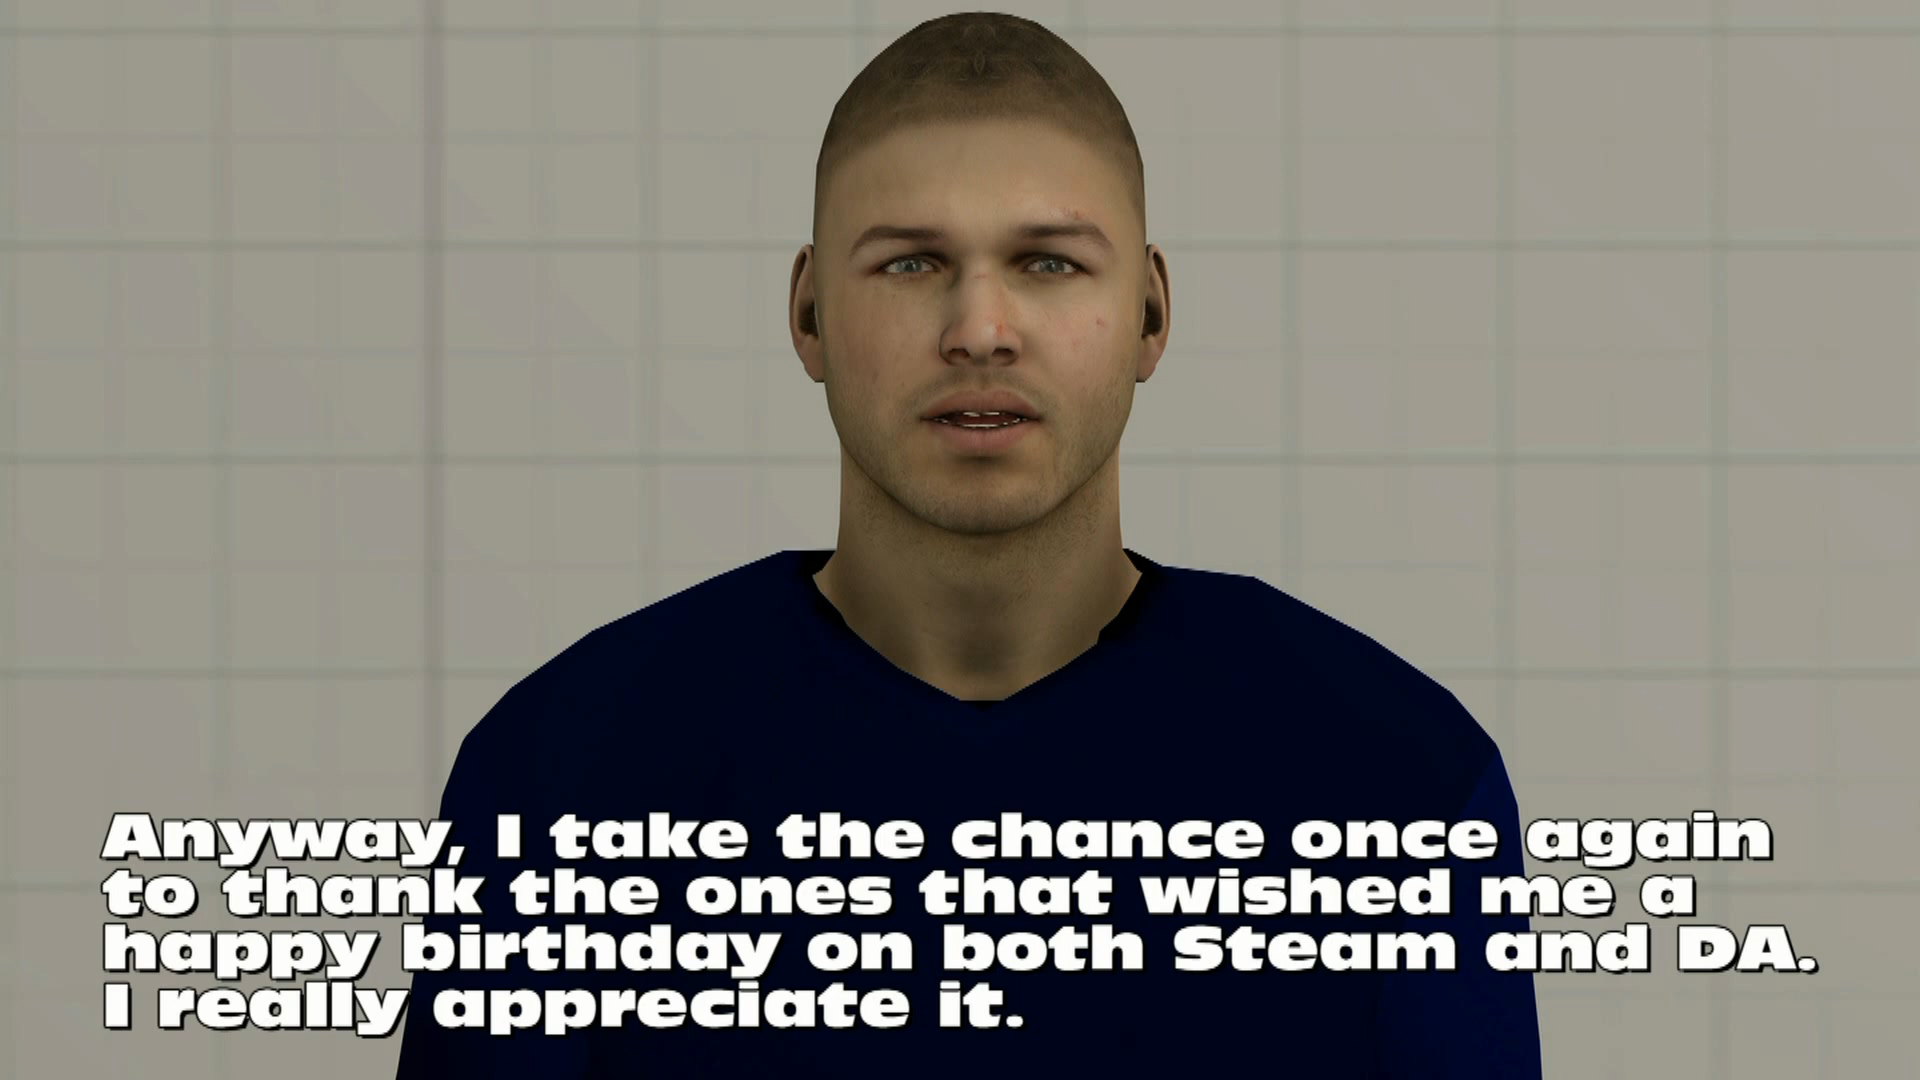 Anyway, I take the chance once again
to thank the ones that wished me a
happy birthday on both Steam and DA.
I really appreciate it.